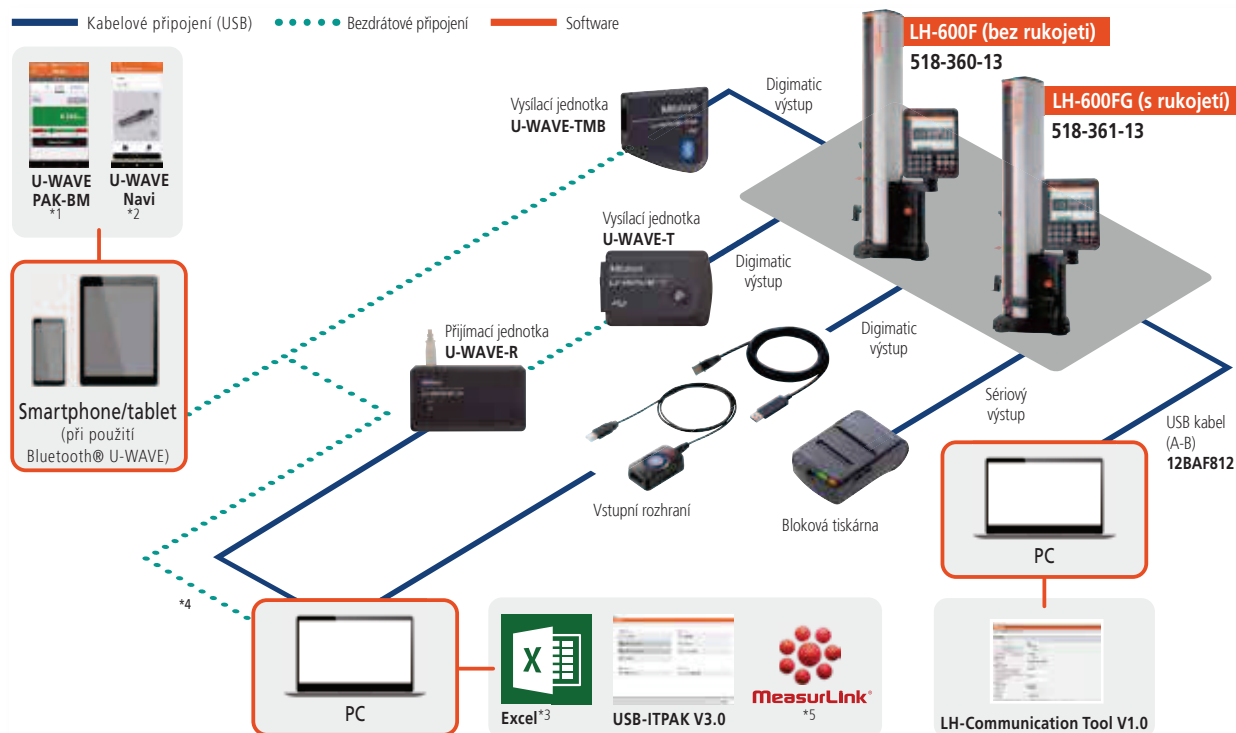 Kabelové připojení (USB)
Bezdrátové připojení
Software
LH-600F (bez rukojeti)
518-360-13
LH-600FG (s rukojetí)
518-361-13
Digimatic
výstup
Vysílací jednotka
U-WAVE-TMB
U-WAVE
PAK-BM
*1
U-WAVE
Navi
*2
Vysílací jednotka
U-WAVE-T
Digimatic
výstup
Přijímací jednotka
U-WAVE-R
Digimatic
výstup
Smartphone/tablet
(při použití
Bluetooth® U-WAVE)
Sériový
výstup
USB kabel
(A-B)
12BAF812
Vstupní rozhraní
Bloková tiskárna
PC
*4
PC
Excel*3
USB-ITPAK V3.0
MeasurLink®
*5
LH-Communication Tool V1.0